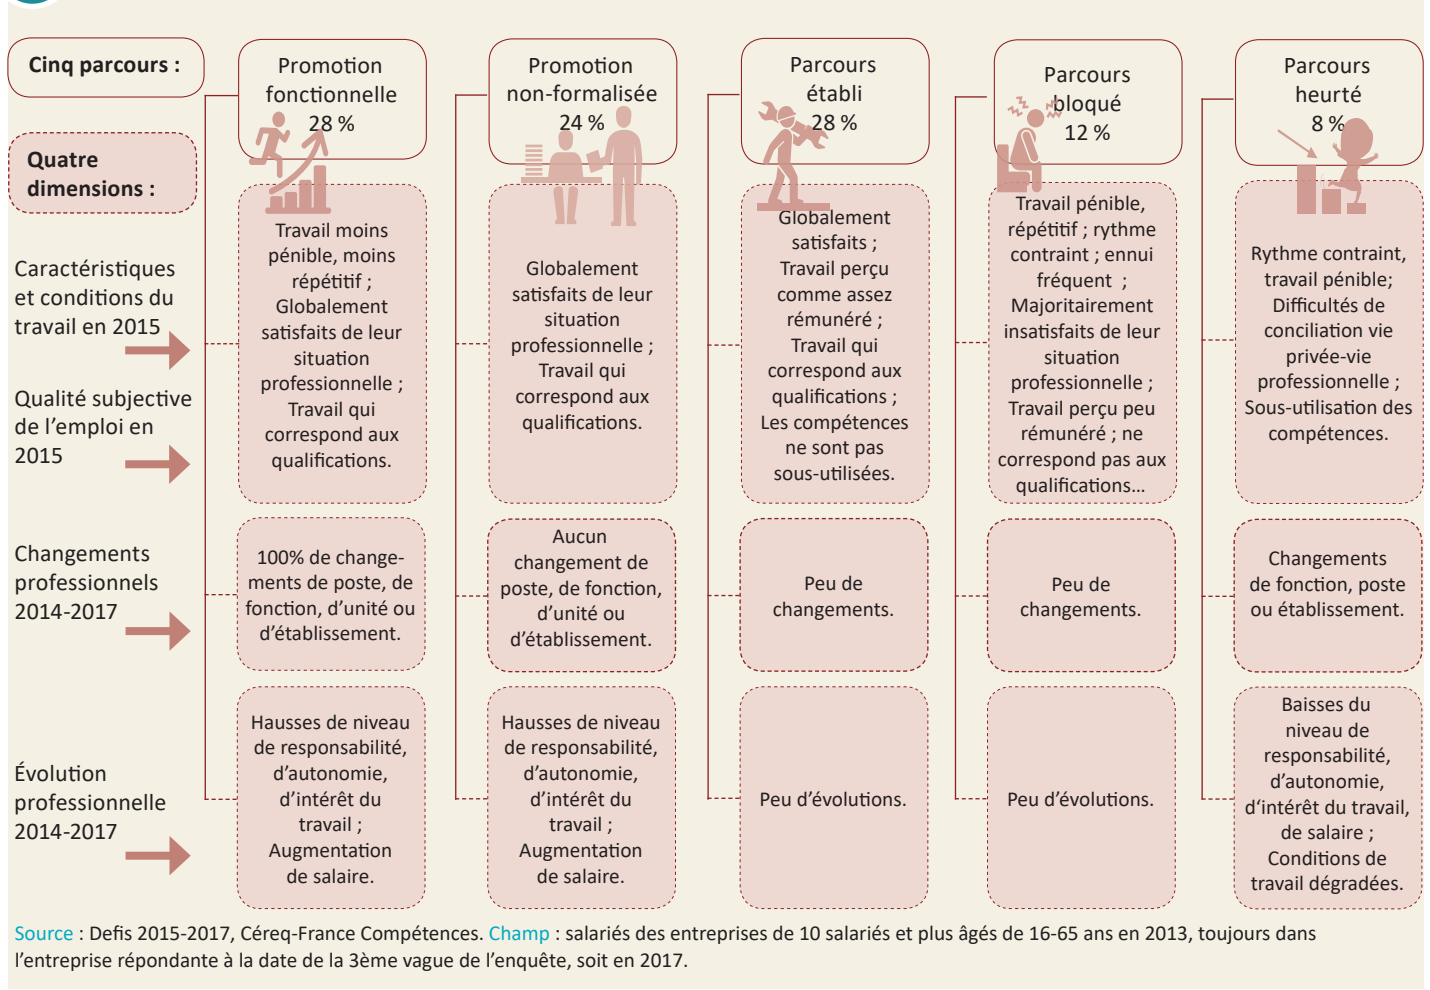 Cinq parcours :
Promotion
fonctionnelle
28 %
Promotion
non-formalisée
24 %
Parcours
établi
28 %
Parcours
bloqué
12 %
Parcours
heurté
8 %
Quatre
dimensions :
Caractéristiques
et conditions du
travail en 2015
Qualité subjective
de l’emploi en
2015
Travail moins
pénible, moins
répétitif ;
Globalement
satisfaits de leur
situation
professionnelle ;
Travail qui
correspond aux
qualifications.
Globalement
satisfaits de leur
situation
professionnelle ;
Travail qui
correspond aux
qualifications.
Globalement
satisfaits ;
Travail perçu
comme assez
rémunéré ;
Travail qui
correspond aux
qualifications ;
Les compétences
ne sont pas
sous-utilisées.
Travail pénible,
répétitif ; rythme
contraint ; ennui
fréquent ;
Majoritairement
insatisfaits de leur
situation
professionnelle ;
Travail perçu peu
rémunéré ; ne
correspond pas aux
qualifications...
Rythme contraint,
travail pénible;
Difficultés de
conciliation vie
privée-vie
professionnelle ;
Sous-utilisation des
compétences.
Changements
professionnels
2014-2017
100% de change-
ments de poste, de
fonction, d’unité ou
d’établissement.
Aucun
changement de
poste, de fonction,
d’unité ou
d’établissement.
Peu de
changements.
Peu de
changements.
Changements
de fonction, poste
ou établissement.
Évolution
professionnelle
2014-2017
Hausses de niveau
de responsabilité,
d’autonomie,
d’intérêt du
travail ;
Augmentation
de salaire.
Hausses de niveau
de responsabilité,
d’autonomie,
d’intérêt du
travail ;
Augmentation
de salaire.
Peu d’évolutions.
Peu d’évolutions.
Baisses du
niveau de
responsabilité,
d’autonomie,
d‘intérêt du travail,
de salaire ;
Conditions de
travail dégradées.
Source : Defis 2015-2017, Céreq-France Compétences. Champ : salariés des entreprises de 10 salariés et plus âgés de 16-65 ans en 2013, toujours dans
l’entreprise répondante à la date de la 3ème vague de l’enquête, soit en 2017.